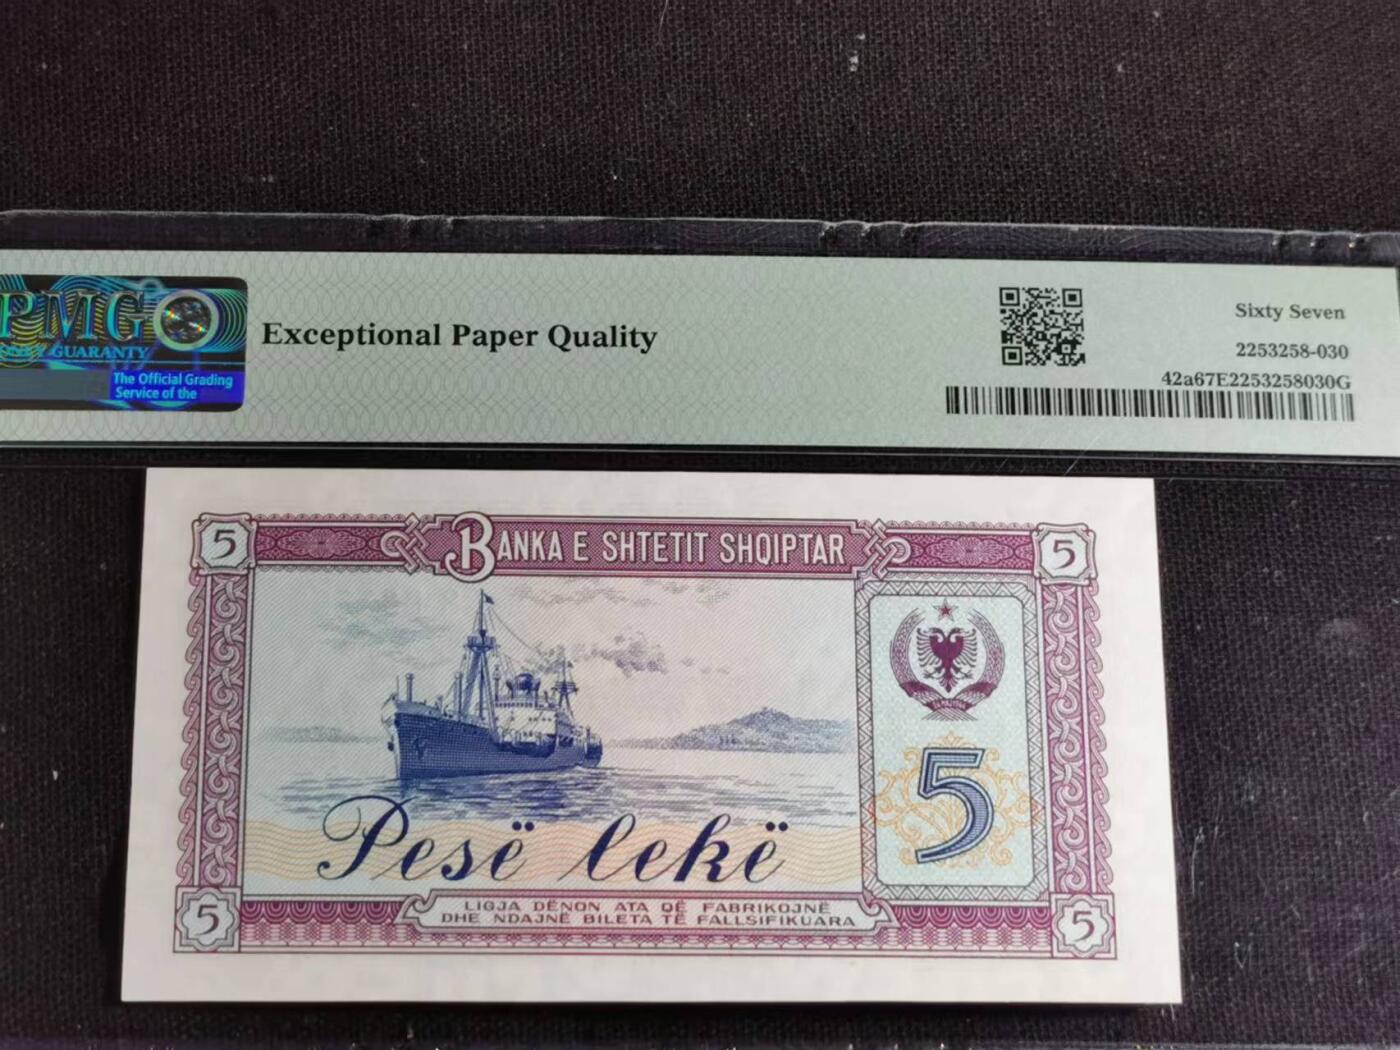 PMG
GUARANTY
The Official Grading
Service of the
Exceptional Paper Quality
Sixty Seven
2253258-030
42a67E2253258030G
5
BANKA E SHTETIT SHQIPTAR
5
5
Pesë lekë
5
LIGJA DËNON ATA QË FABRIKOJNË
DHE NDAJNË BILETA TË FALLSIFIKUARA
5